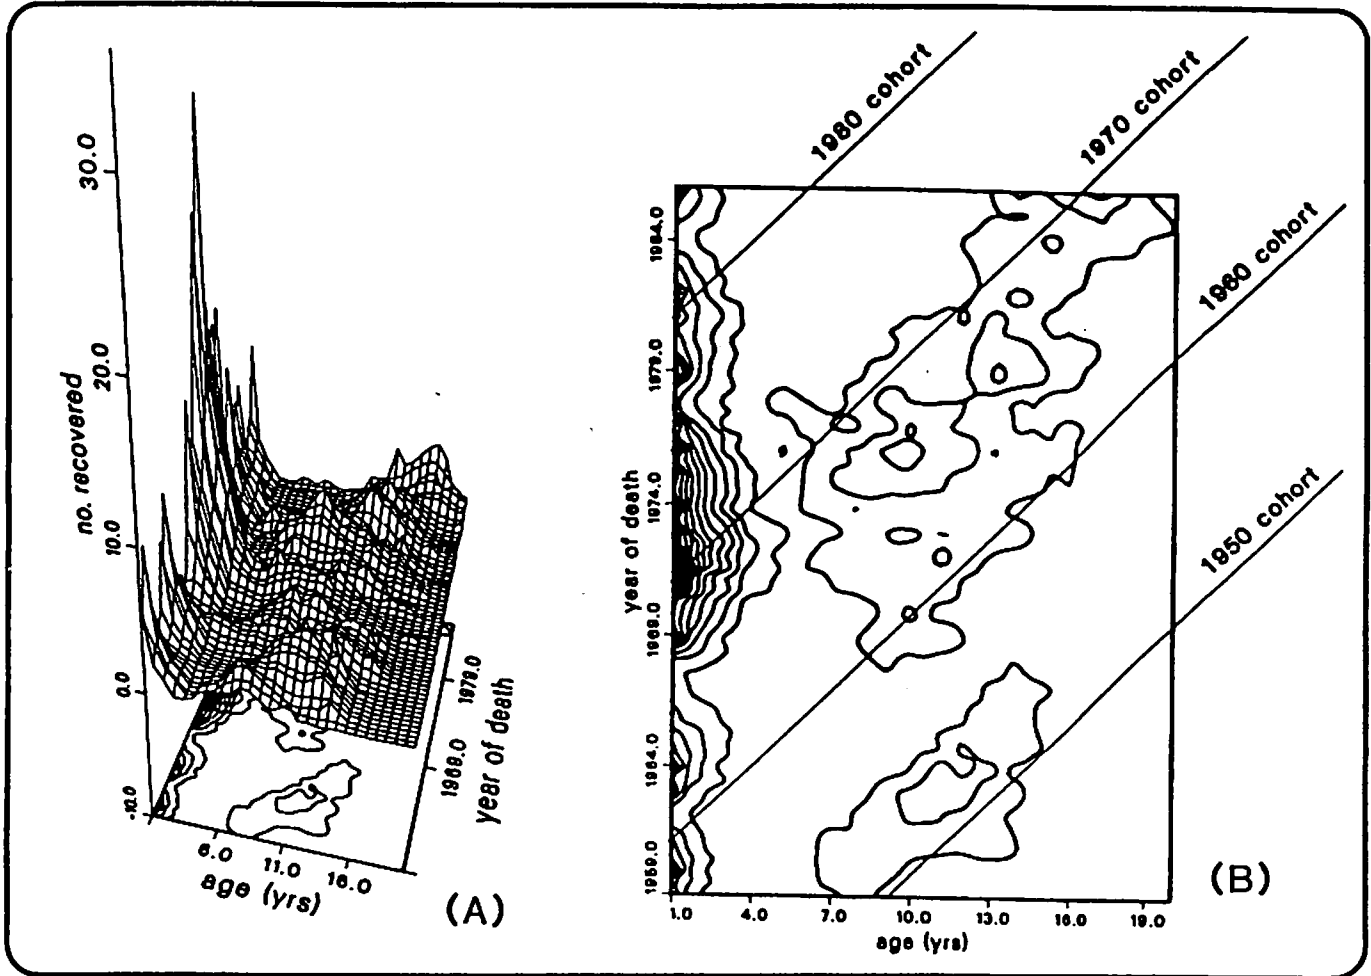 30.0
20.0
10.0
0.0
-10.0
no. recovered
6.0
11.0
16.0
age (yrs)
1969.0
1979.0
year of death
(A)
1980 cohort
1970 cohort
1960 cohort
1950 cohort
1984.0
1979.0
1974.0
1969.0
1964.0
1959.0
year of death
1.0
4.0
7.0
10.0
13.0
16.0
19.0
age (yrs)
(B)